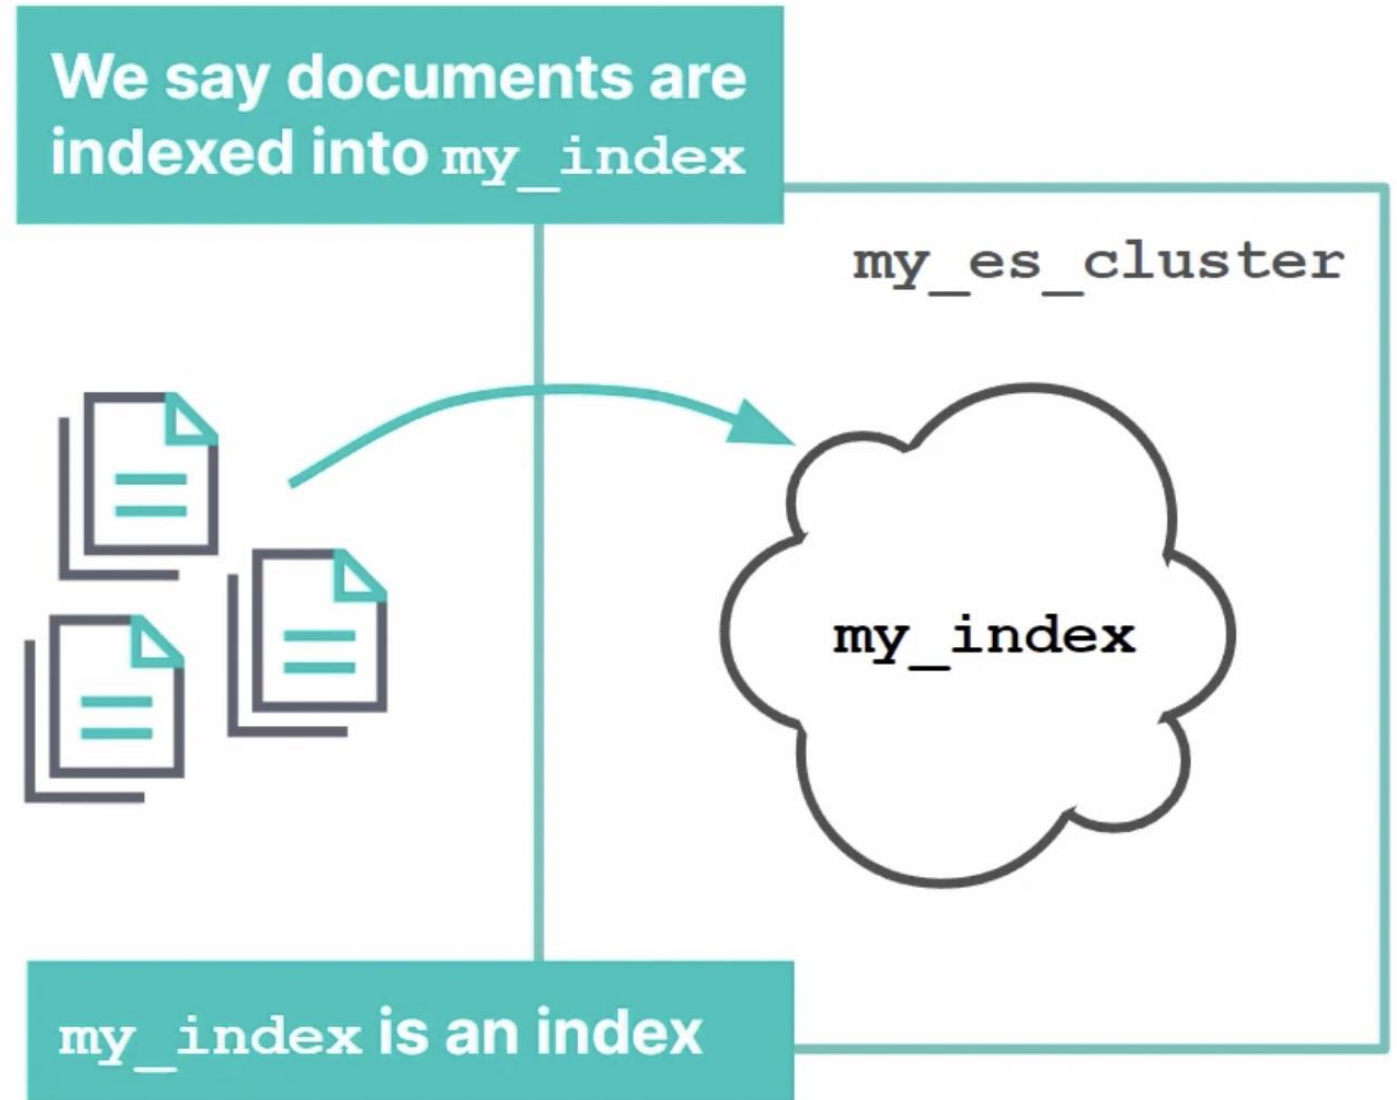 We say documents are
indexed into my_index
my_es_cluster
my_index
my_index is an index